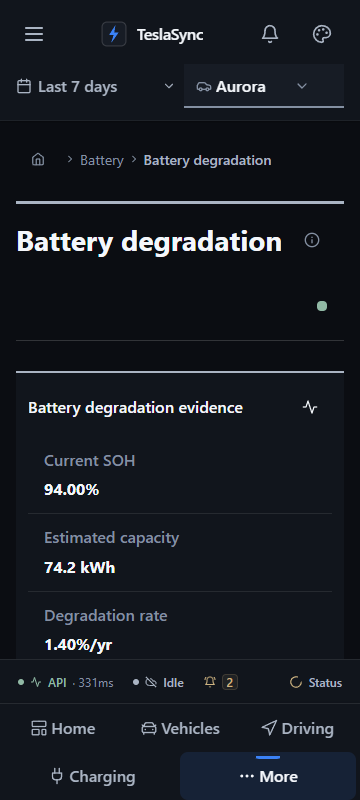 TeslaSync
Last 7 days
Aurora
Battery
Battery degradation
Battery degradation
Battery degradation evidence
Current SOH
94.00%
Estimated capacity
74.2 kWh
Degradation rate
1.40%/yr
API · 331ms
Idle
2
Status
Home
Vehicles
Driving
Charging
More